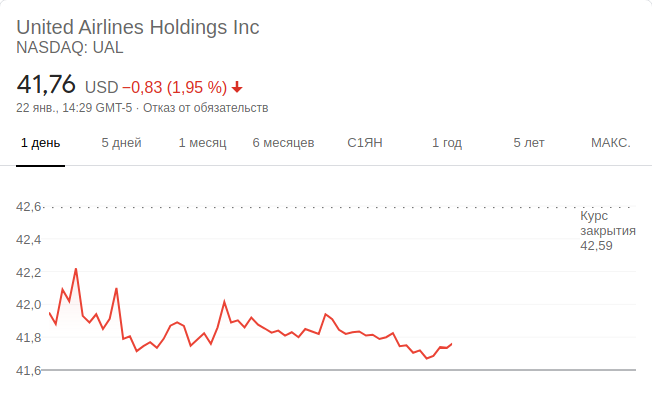 United Airlines Holdings Inc
NASDAQ: UAL
41,76 USD −0,83 (1,95 %)
22 янв., 14:29 GMT-5 · Отказ от обязательств
1 день 5 дней 1 месяц 6 месяцев С1ЯН 1 год 5 лет МАКС.
42,6
Курс
закрытия
42,59
42,4
42,2
42,0
41,8
41,6